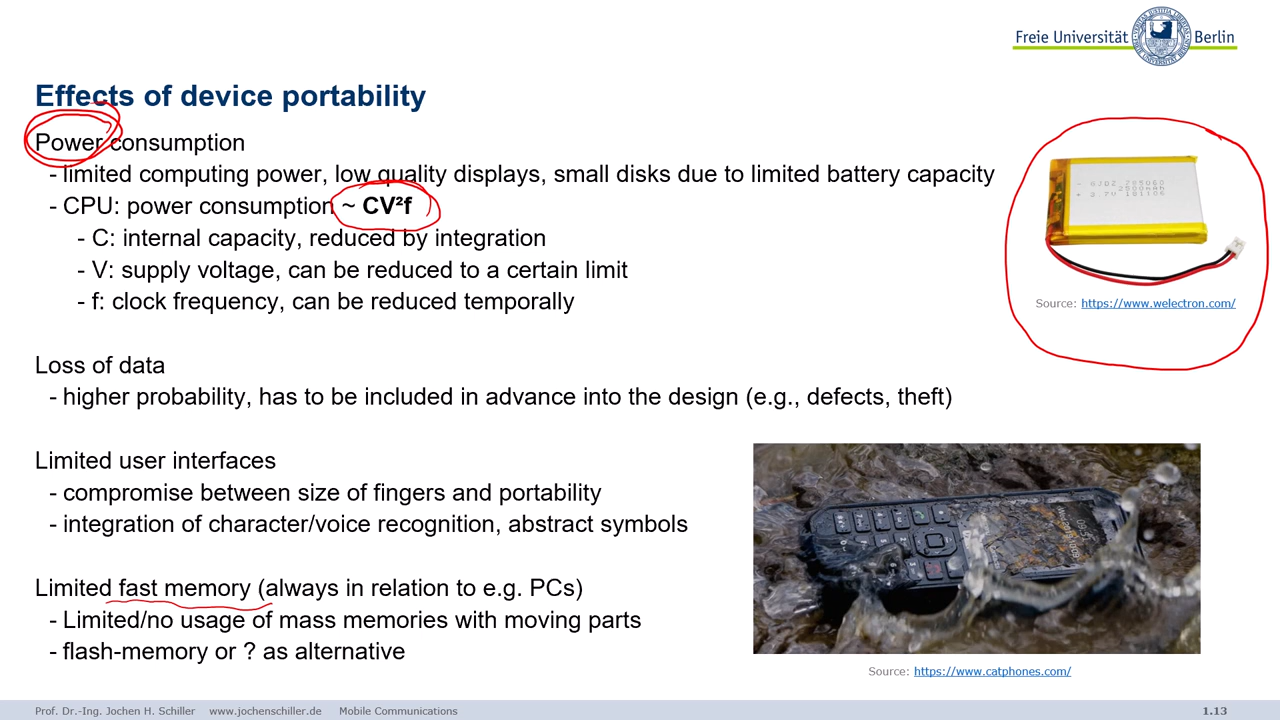 Freie Universität Berlin
Effects of device portability
Power consumption
- limited computing power, low quality displays, small disks due to limited battery capacity
- CPU: power consumption ~ CV²f
- C: internal capacity, reduced by integration
- V: supply voltage, can be reduced to a certain limit
- f: clock frequency, can be reduced temporally
Source: https://www.welectron.com/
Loss of data
- higher probability, has to be included in advance into the design (e.g., defects, theft)
Limited user interfaces
- compromise between size of fingers and portability
- integration of character/voice recognition, abstract symbols
Limited fast memory (always in relation to e.g. PCs)
- Limited/no usage of mass memories with moving parts
- flash-memory or ? as alternative
Source: https://www.catphones.com/
Prof. Dr.-Ing. Jochen H. Schiller www.jochenschiller.de Mobile Communications 1.13